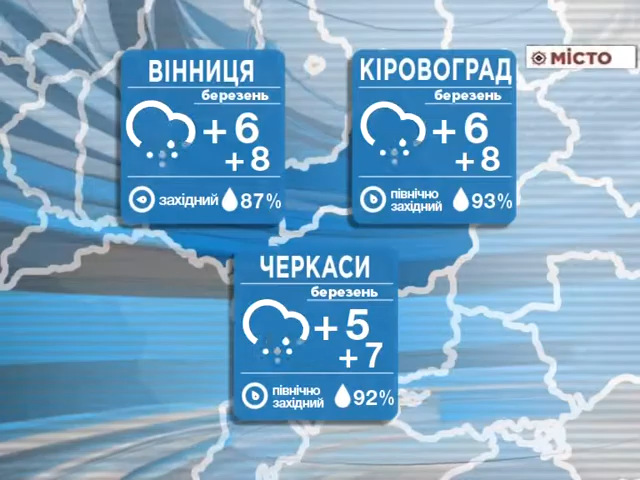 МІСТО
ВІННИЦЯ
березень
+6
+8
західний 87%
КІРОВОГРАД
березень
+6
+8
північно
західний 93%
ЧЕРКАСИ
березень
+5
+7
північно
західний 92%